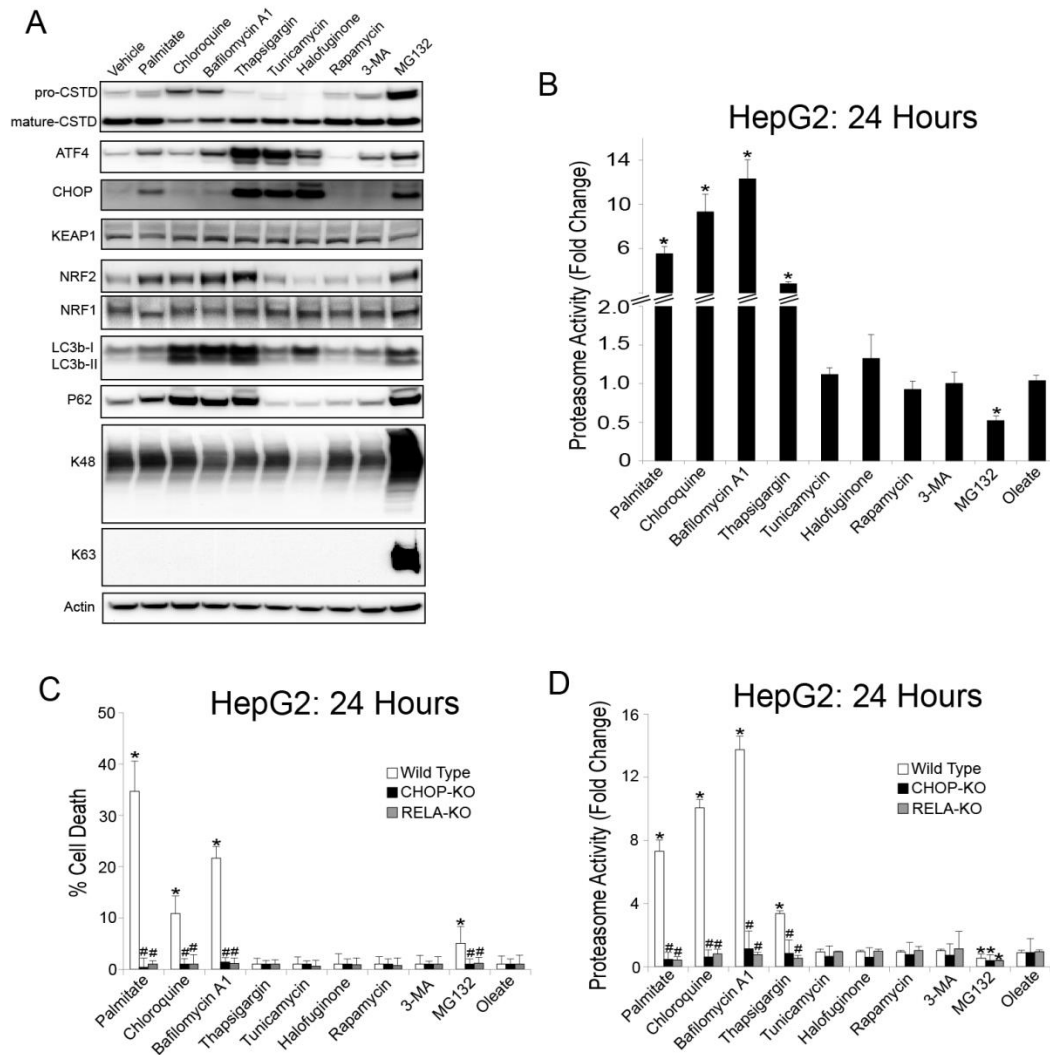 A
Vehicle
Palmitate
Chloroquine
Bafilomycin A1
Thapsigargin
Tunicamycin
Halofuginone
Rapamycin
3-MA
MG132
pro-CSTD
mature-CSTD
ATF4
CHOP
KEAP1
NRF2
NRF1
LC3b-I
LC3b-II
P62
K48
K63
Actin
B
HepG2: 24 Hours
Proteasome Activity (Fold Change)
14
10
6
2.0
1.5
1.0
0.5
0
*
*
*
*
*
Palmitate
Chloroquine
Bafilomycin A1
Thapsigargin
Tunicamycin
Halofuginone
Rapamycin
3-MA
MG132
Oleate
C
HepG2: 24 Hours
% Cell Death
50
40
30
20
10
0
Wild Type
CHOP-KO
RELA-KO
*
##
*
##
*
##
*
##
Palmitate
Chloroquine
Bafilomycin A1
Thapsigargin
Tunicamycin
Halofuginone
Rapamycin
3-MA
MG132
Oleate
D
HepG2: 24 Hours
Proteasome Activity (Fold Change)
16
12
8
4
0
Wild Type
CHOP-KO
RELA-KO
*
##
*
##
*
# #
*
# #
***
Palmitate
Chloroquine
Bafilomycin A1
Thapsigargin
Tunicamycin
Halofuginone
Rapamycin
3-MA
MG132
Oleate